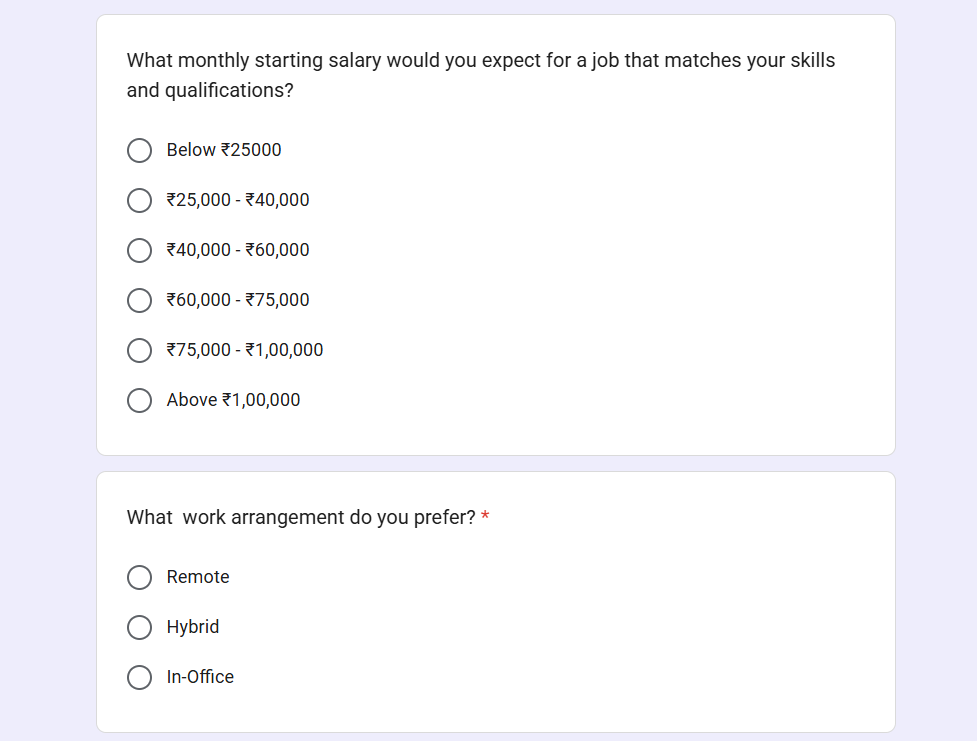 What monthly starting salary would you expect for a job that matches your skills
and qualifications?
Below ₹25000
₹25,000 - ₹40,000
₹40,000 - ₹60,000
₹60,000 - ₹75,000
₹75,000 - ₹1,00,000
Above ₹1,00,000
What  work arrangement do you prefer? *
Remote
Hybrid
In-Office